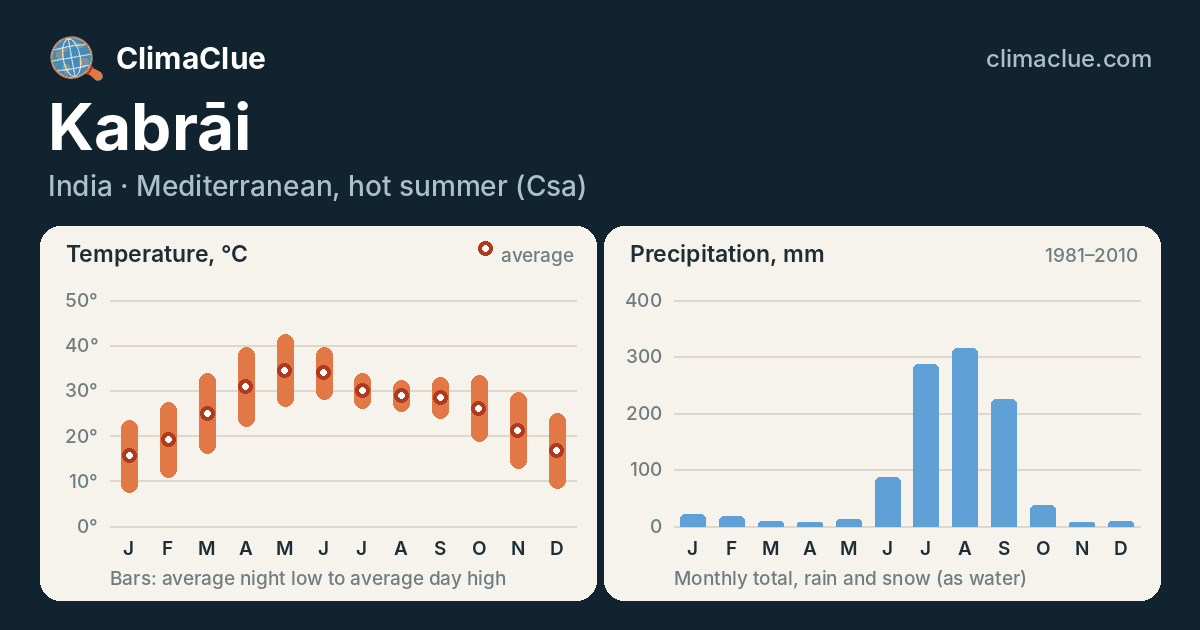 ClimaClue
climaclue.com
Kabrāi
India · Mediterranean, hot summer (Csa)
Temperature, °C
average
50°
40°
30°
20°
10°
0°
J F M A M J J A S O N D
Bars: average night low to average day high
Precipitation, mm
1981–2010
400
300
200
100
0
J F M A M J J A S O N D
Monthly total, rain and snow (as water)